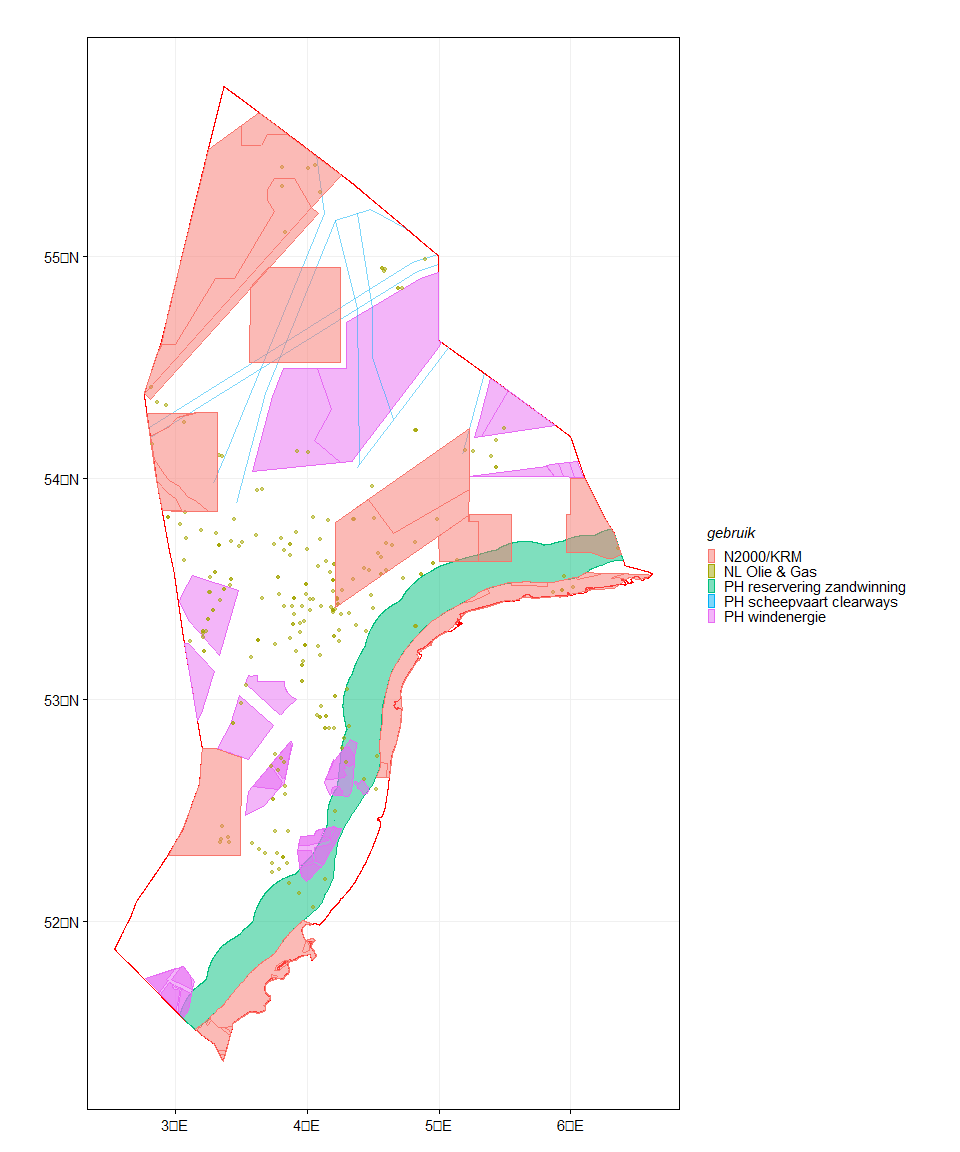 55□N
54□N
53□N
52□N
3□E
4□E
5□E
6□E
gebruik
N2000/KRM
NL Olie & Gas
PH reservering zandwinning
PH scheepvaart clearways
PH windenergie